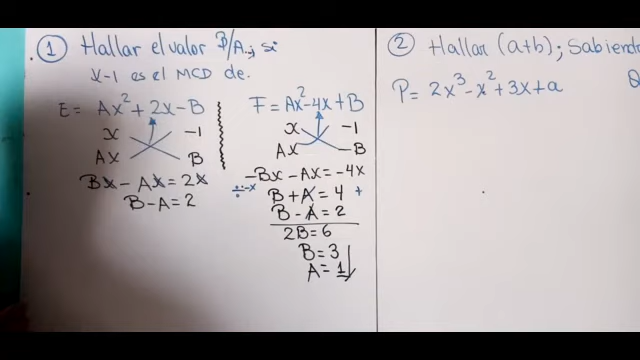 1 Hallar el valor B/A, si
x-1 es el MCD de.
E = Ax² + 2x - B
x -1
Ax B
Bx - Ax = 2x
B - A = 2
F = Ax² - 4x + B
x -1
Ax -B
-Bx - Ax = -4x
÷ -x B + A = 4 +
B - A = 2
2B = 6
B = 3
A = 1
2 Hallar (a+b); Sabiendo
P = 2x³ - x² + 3x + a